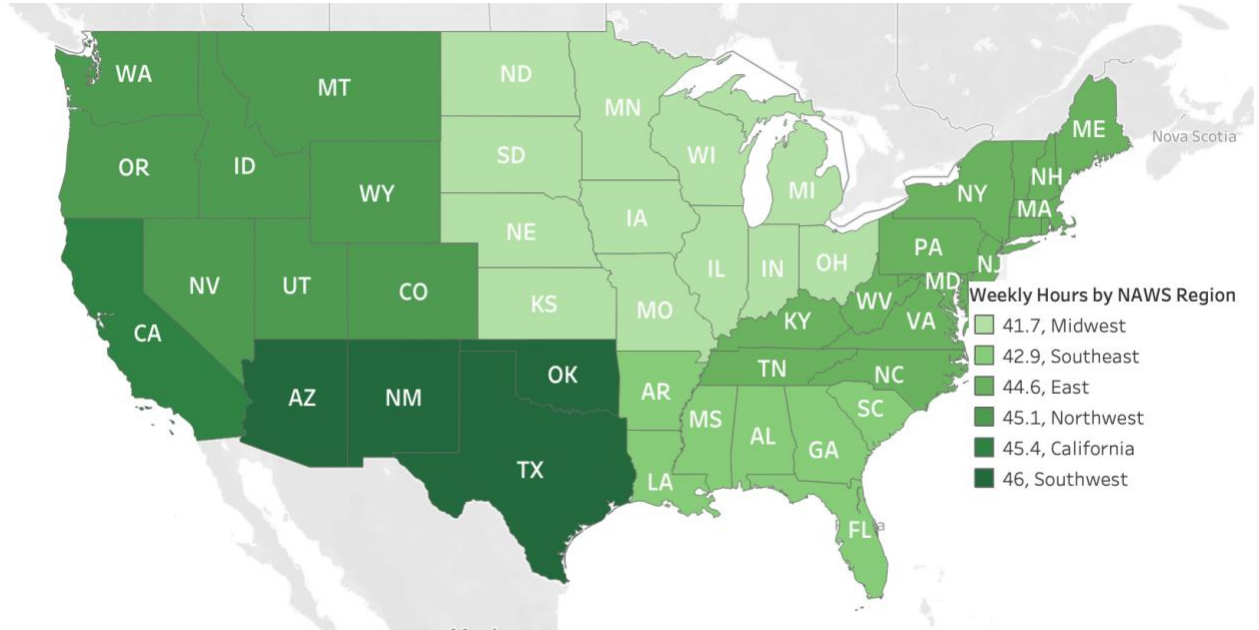 WA
MT
ND
MN
ME
Nova Scotia
OR
ID
SD
WI
MI
NH
NY
MA
WY
IA
NE
PA
NV
UT
CO
IL
IN
OH
NJ
MD
KS
MO
WV
VA
KY
CA
TN
NC
OK
AZ
NM
AR
SC
MS
AL
GA
TX
LA
FL
Weekly Hours by NAWS Region
41.7, Midwest
42.9, Southeast
44.6, East
45.1, Northwest
45.4, California
46, Southwest